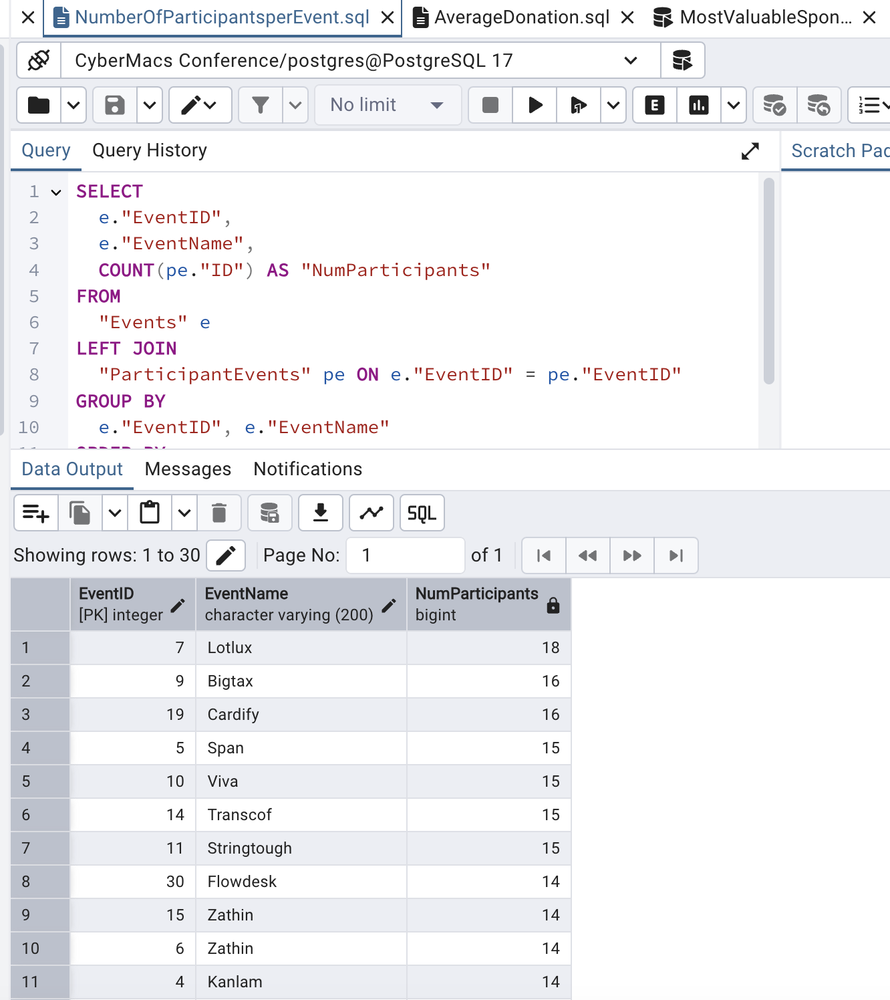 NumberOfParticipantsperEvent.sql
AverageDonation.sql
MostValuableSpon...
CyberMacs Conference/postgres@PostgreSQL 17
No limit
E
Query
Query History
Scratch Pad
1 SELECT
2 e."EventID",
3 e."EventName",
4 COUNT(pe."ID") AS "NumParticipants"
5 FROM
6 "Events" e
7 LEFT JOIN
8 "ParticipantEvents" pe ON e."EventID" = pe."EventID"
9 GROUP BY
10 e."EventID", e."EventName"
11 ORDER BY
Data Output
Messages
Notifications
SQL
Showing rows: 1 to 30
Page No: 1 of 1
EventID [PK] integer
EventName character varying (200)
NumParticipants bigint
1 7 Lotlux 18
2 9 Bigtax 16
3 19 Cardify 16
4 5 Span 15
5 10 Viva 15
6 14 Transcof 15
7 11 Stringtough 15
8 30 Flowdesk 14
9 15 Zathin 14
10 6 Zathin 14
11 4 Kanlam 14